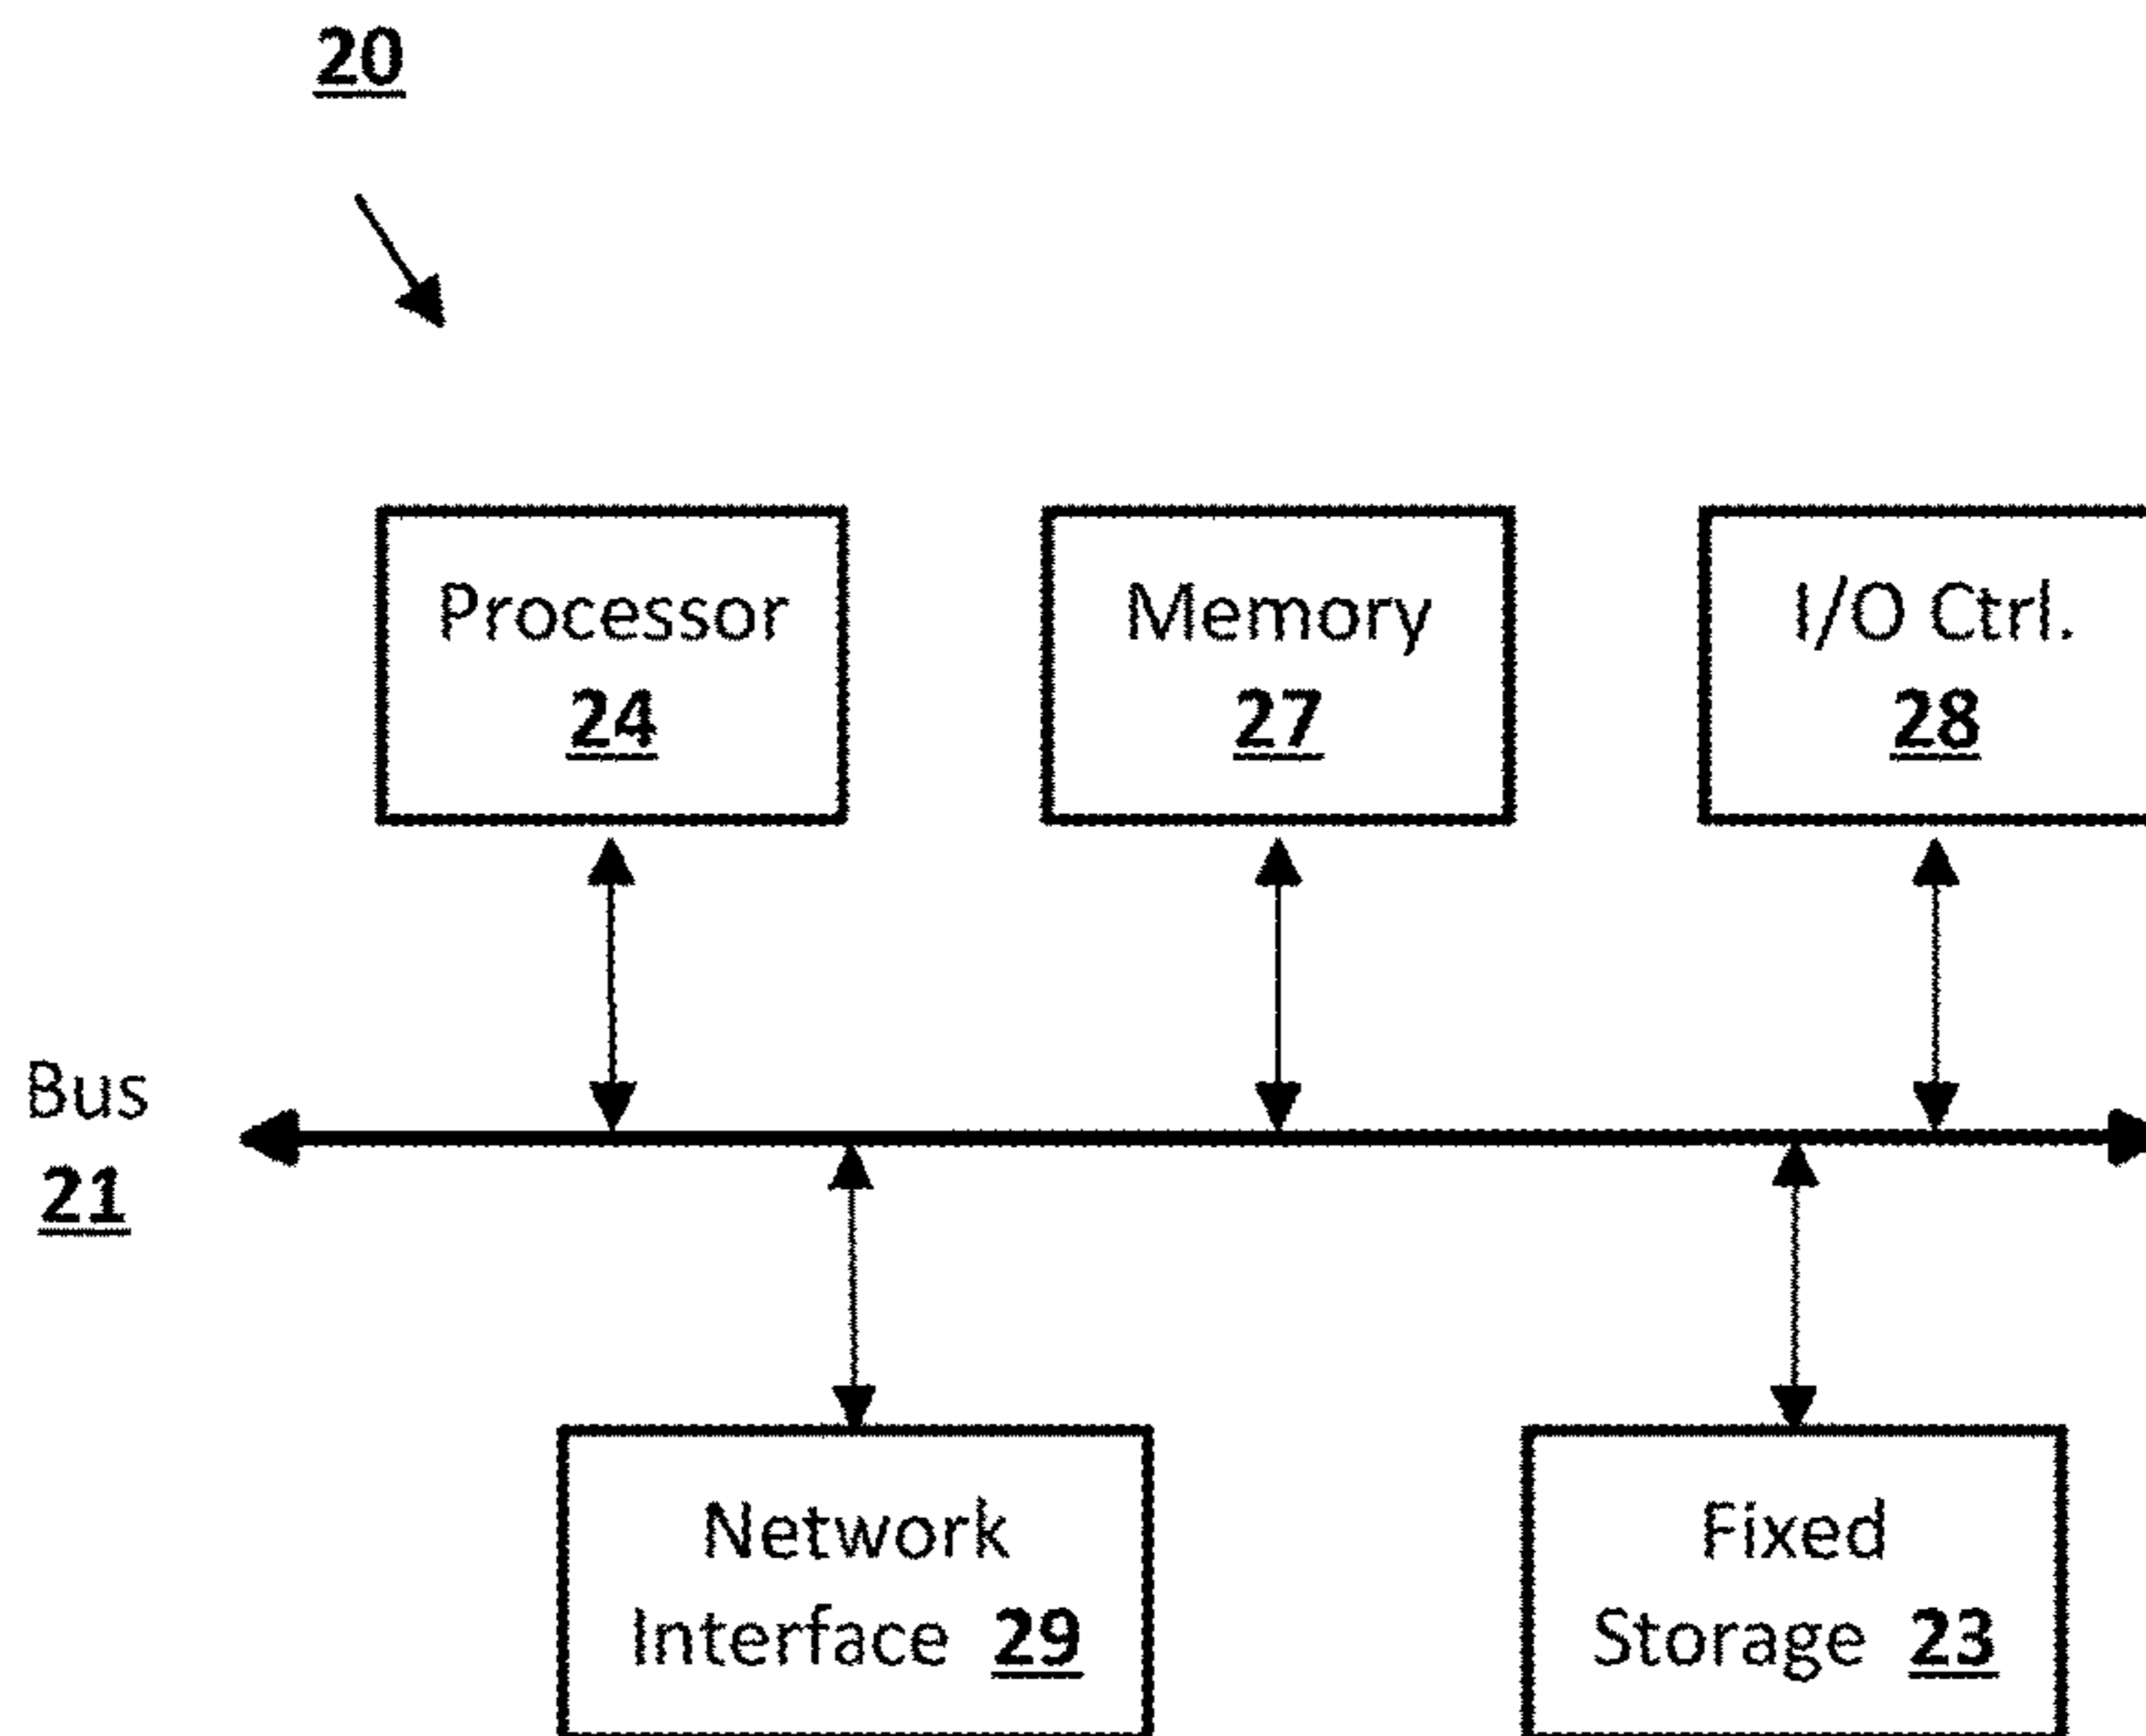 20
Processor
24
Memory
27
I/O Ctrl.
28
Bus
21
Network
Interface 29
Fixed
Storage 23